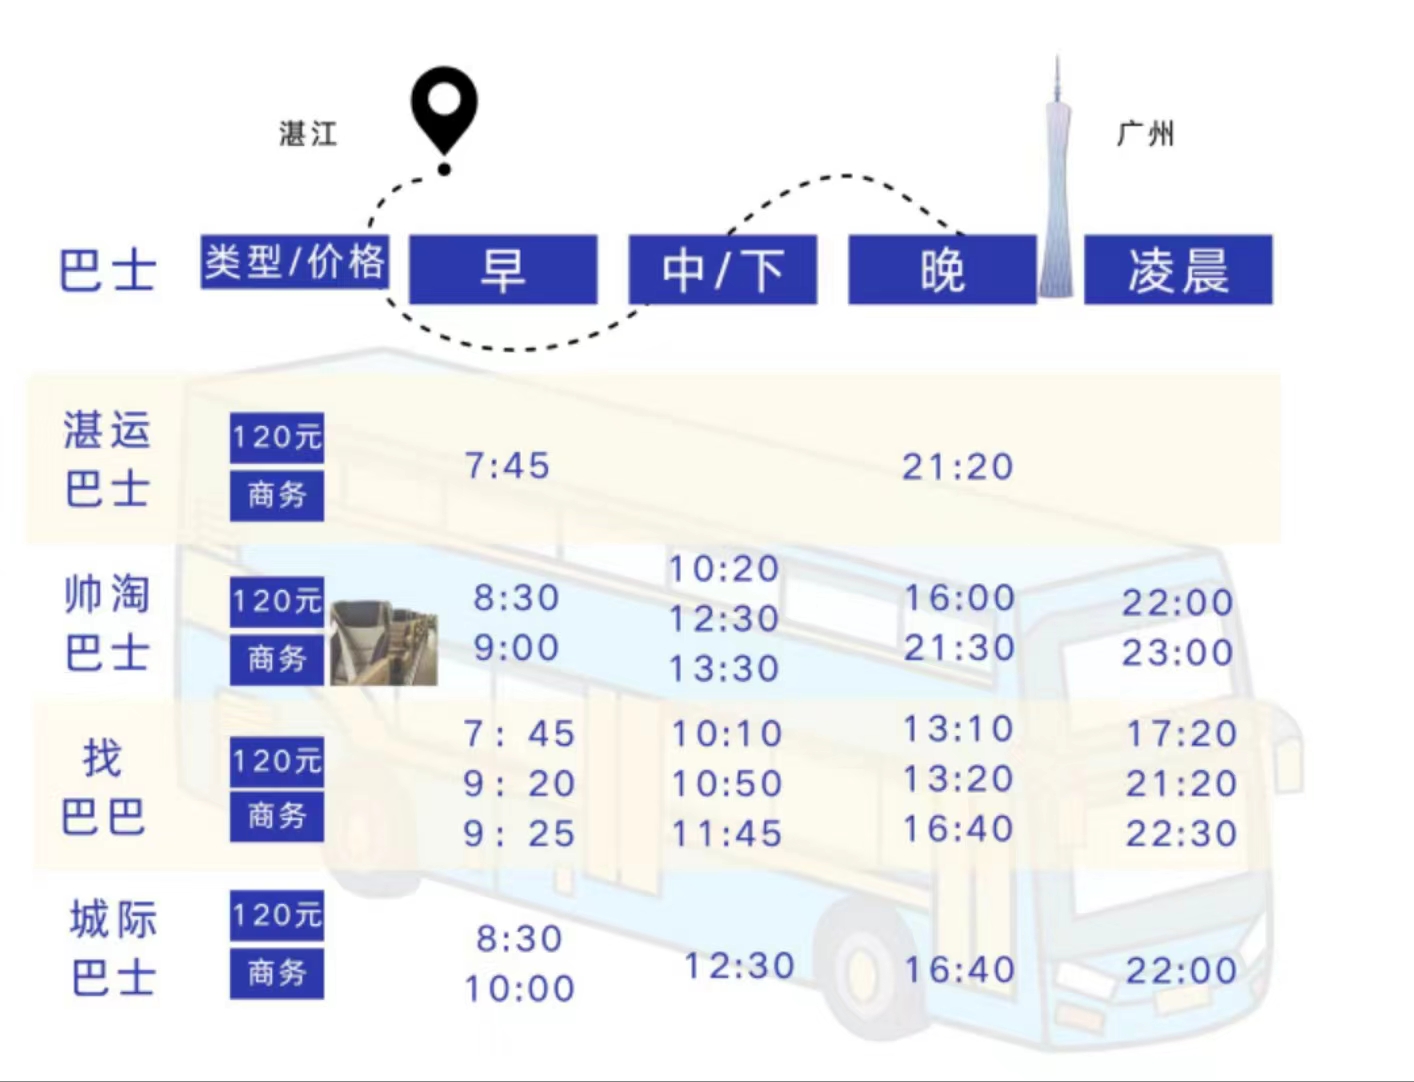 湛江
广州
巴士
类型/价格
早
中/下
晚
凌晨
湛运
巴士
120元
商务
7:45
21:20
帅淘
巴士
120元
商务
8:30
9:00
10:20
12:30
13:30
16:00
21:30
22:00
23:00
找
巴巴
120元
商务
7: 45
9: 20
9: 25
10:10
10:50
11:45
13:10
13:20
16:40
17:20
21:20
22:30
城际
巴士
120元
商务
8:30
10:00
12:30
16:40
22:00